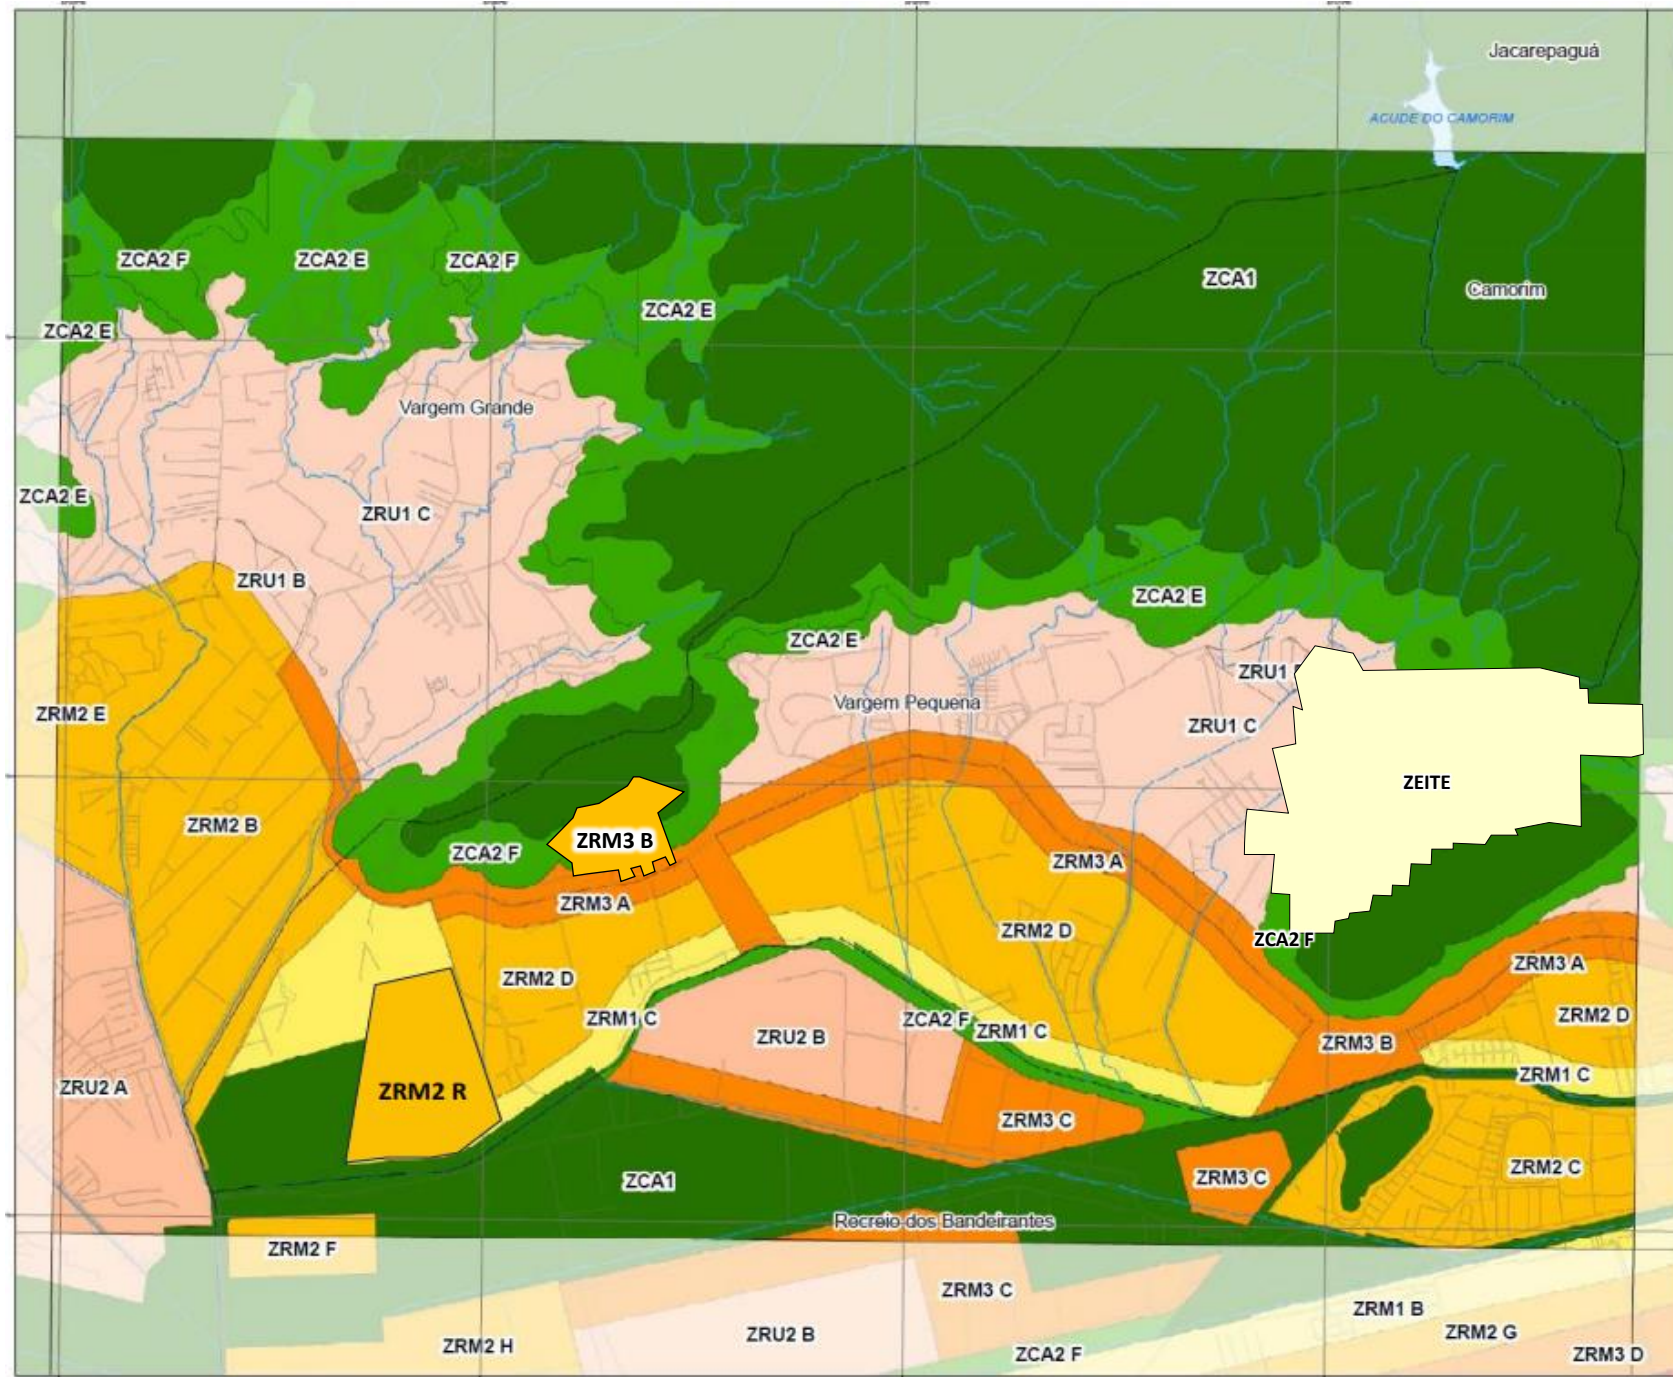 Jacarepaguá
ACUDE DO CAMORIM
ZCA2 F
ZCA2 E
ZCA2 F
ZCA1
Camorim
ZCA2 E
ZCA2 E
Vargem Grande
ZCA2 E
ZRU1 C
ZRU1 B
ZCA2 E
ZCA2 E
ZRU1
Vargem Pequena
ZRM2 E
ZRU1 C
ZEITE
ZRM2 B
ZRM3 B
ZCA2 F
ZRM3 A
ZRM3 A
ZRM2 D
ZCA2 F
ZRM3 A
ZRM2 D
ZRM1 C
ZCA2 F
ZRM1 C
ZRM2 D
ZRU2 B
ZRM3 B
ZRM1 C
ZRU2 A
ZRM2 R
ZRM3 C
ZRM2 C
ZCA1
ZRM3 C
Recreio dos Bandeirantes
ZRM2 F
ZRM3 C
ZRM1 B
ZRM2 H
ZRU2 B
ZRM2 G
ZCA2 F
ZRM3 D